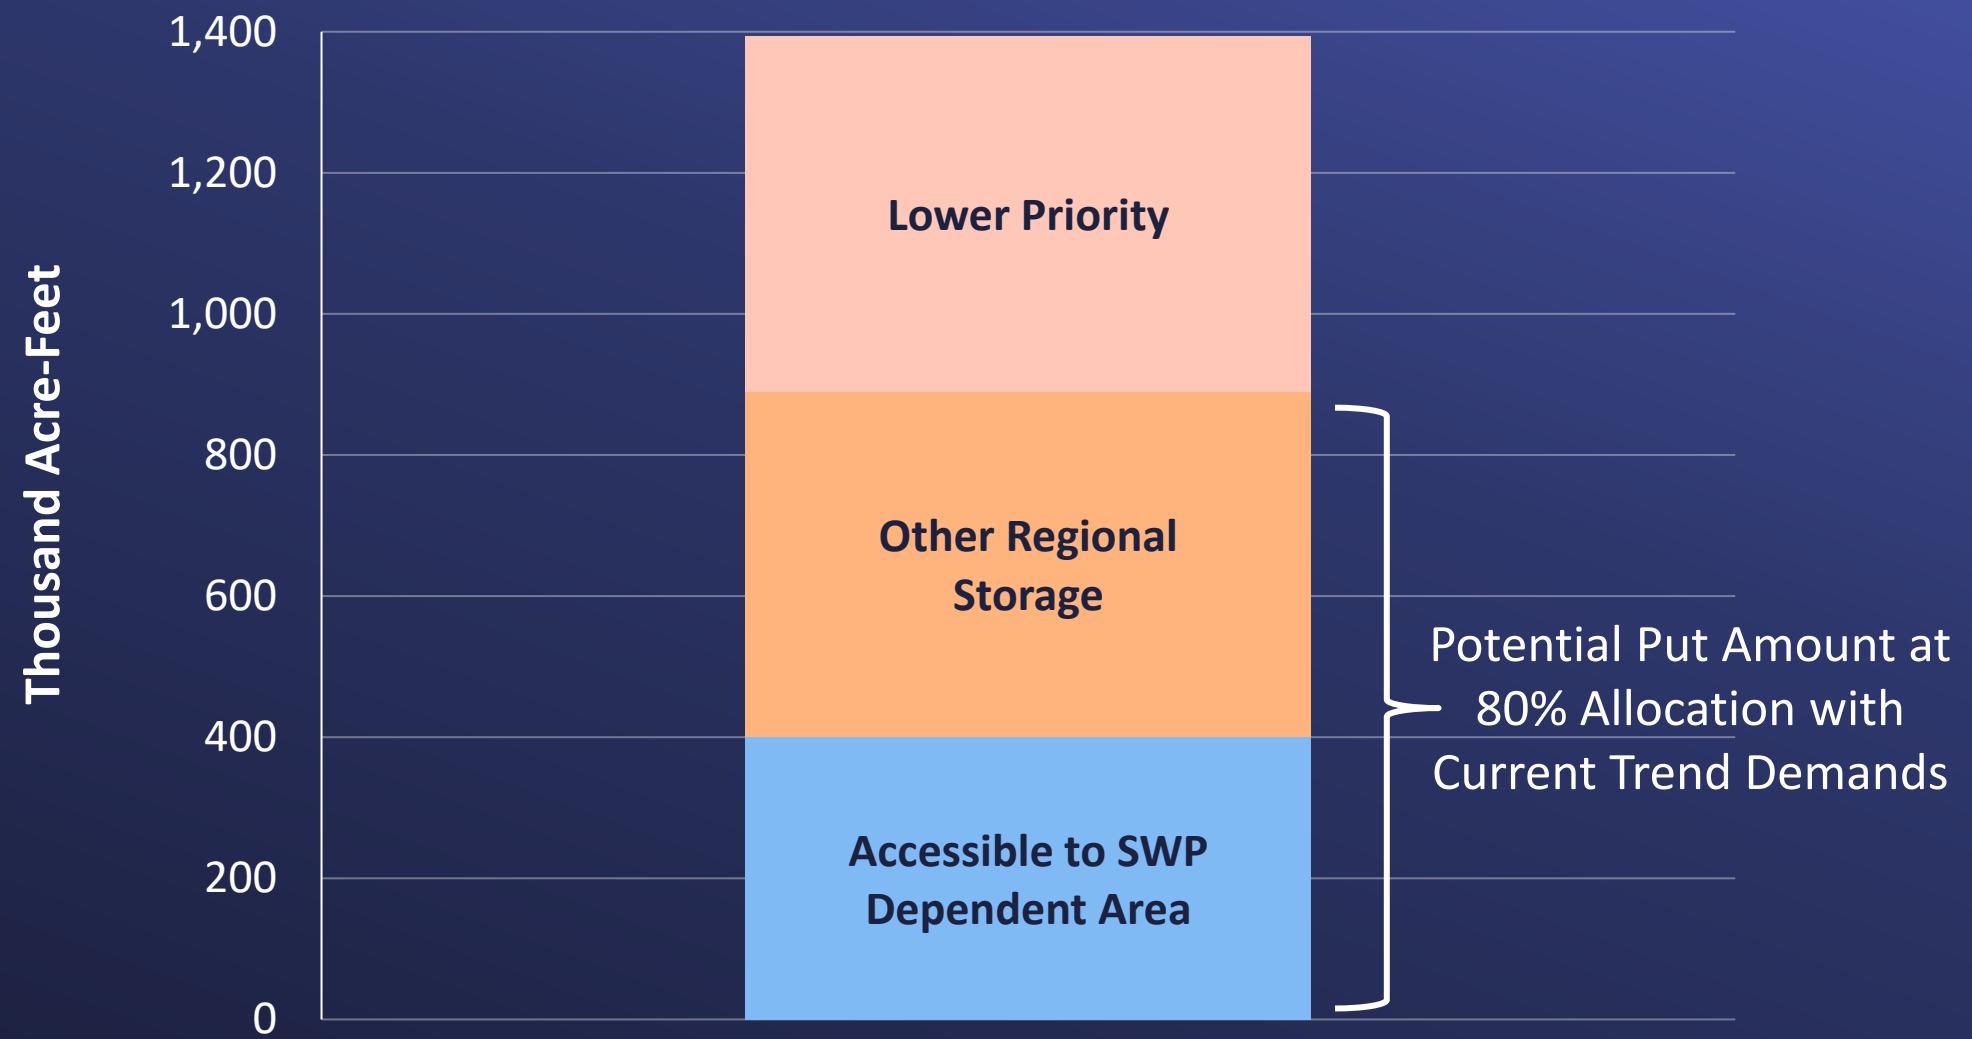 Thousand Acre-Feet
1,400
1,200
1,000
800
600
400
200
0
Lower Priority
Other Regional
Storage
Accessible to SWP
Dependent Area
Potential Put Amount at
80% Allocation with
Current Trend Demands